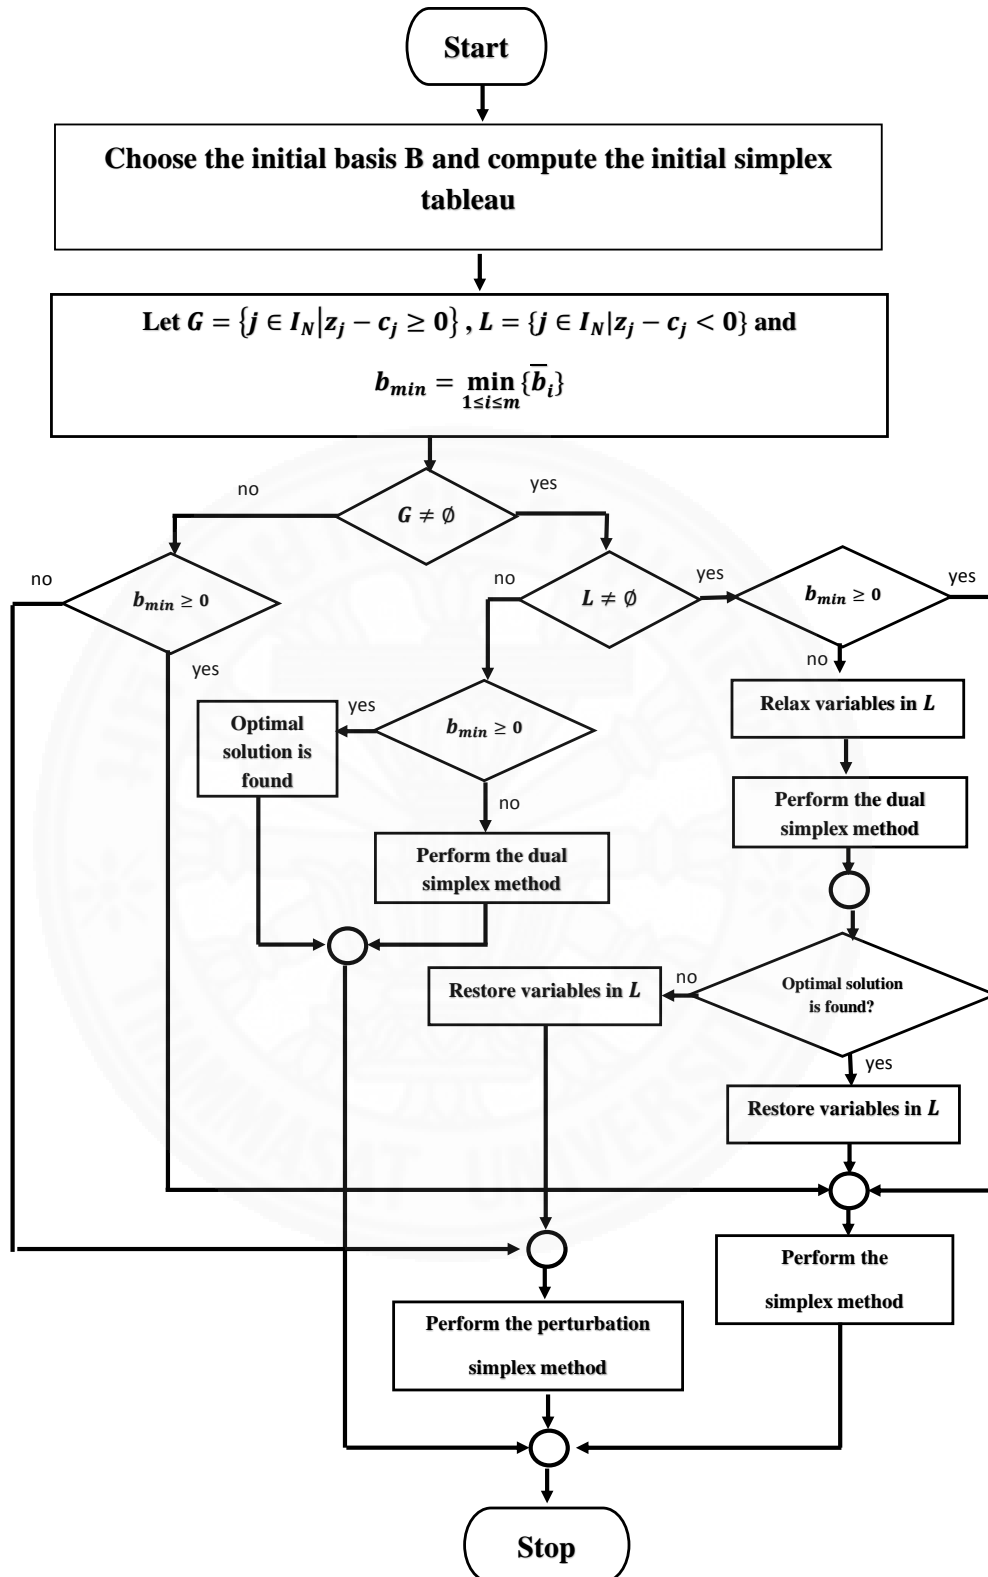 Start
Choose the initial basis B and compute the initial simplex
tableau
Let G = {j ∈ I_N|z_j − c_j ≥ 0} , L = {j ∈ I_N|z_j − c_j < 0} and
b_min = min_{1≤i≤m}{b̅_i}
no
yes
G ≠ ∅
no
b_min ≥ 0
yes
no
L ≠ ∅
yes
b_min ≥ 0
yes
no
Relax variables in L
yes
b_min ≥ 0
Optimal
solution is
found
no
Perform the dual
simplex method
Perform the dual
simplex method
Optimal solution
is found?
no
Restore variables in L
yes
Restore variables in L
Perform the
simplex method
Perform the perturbation
simplex method
Stop
THAMMASAT UNIVERSITY